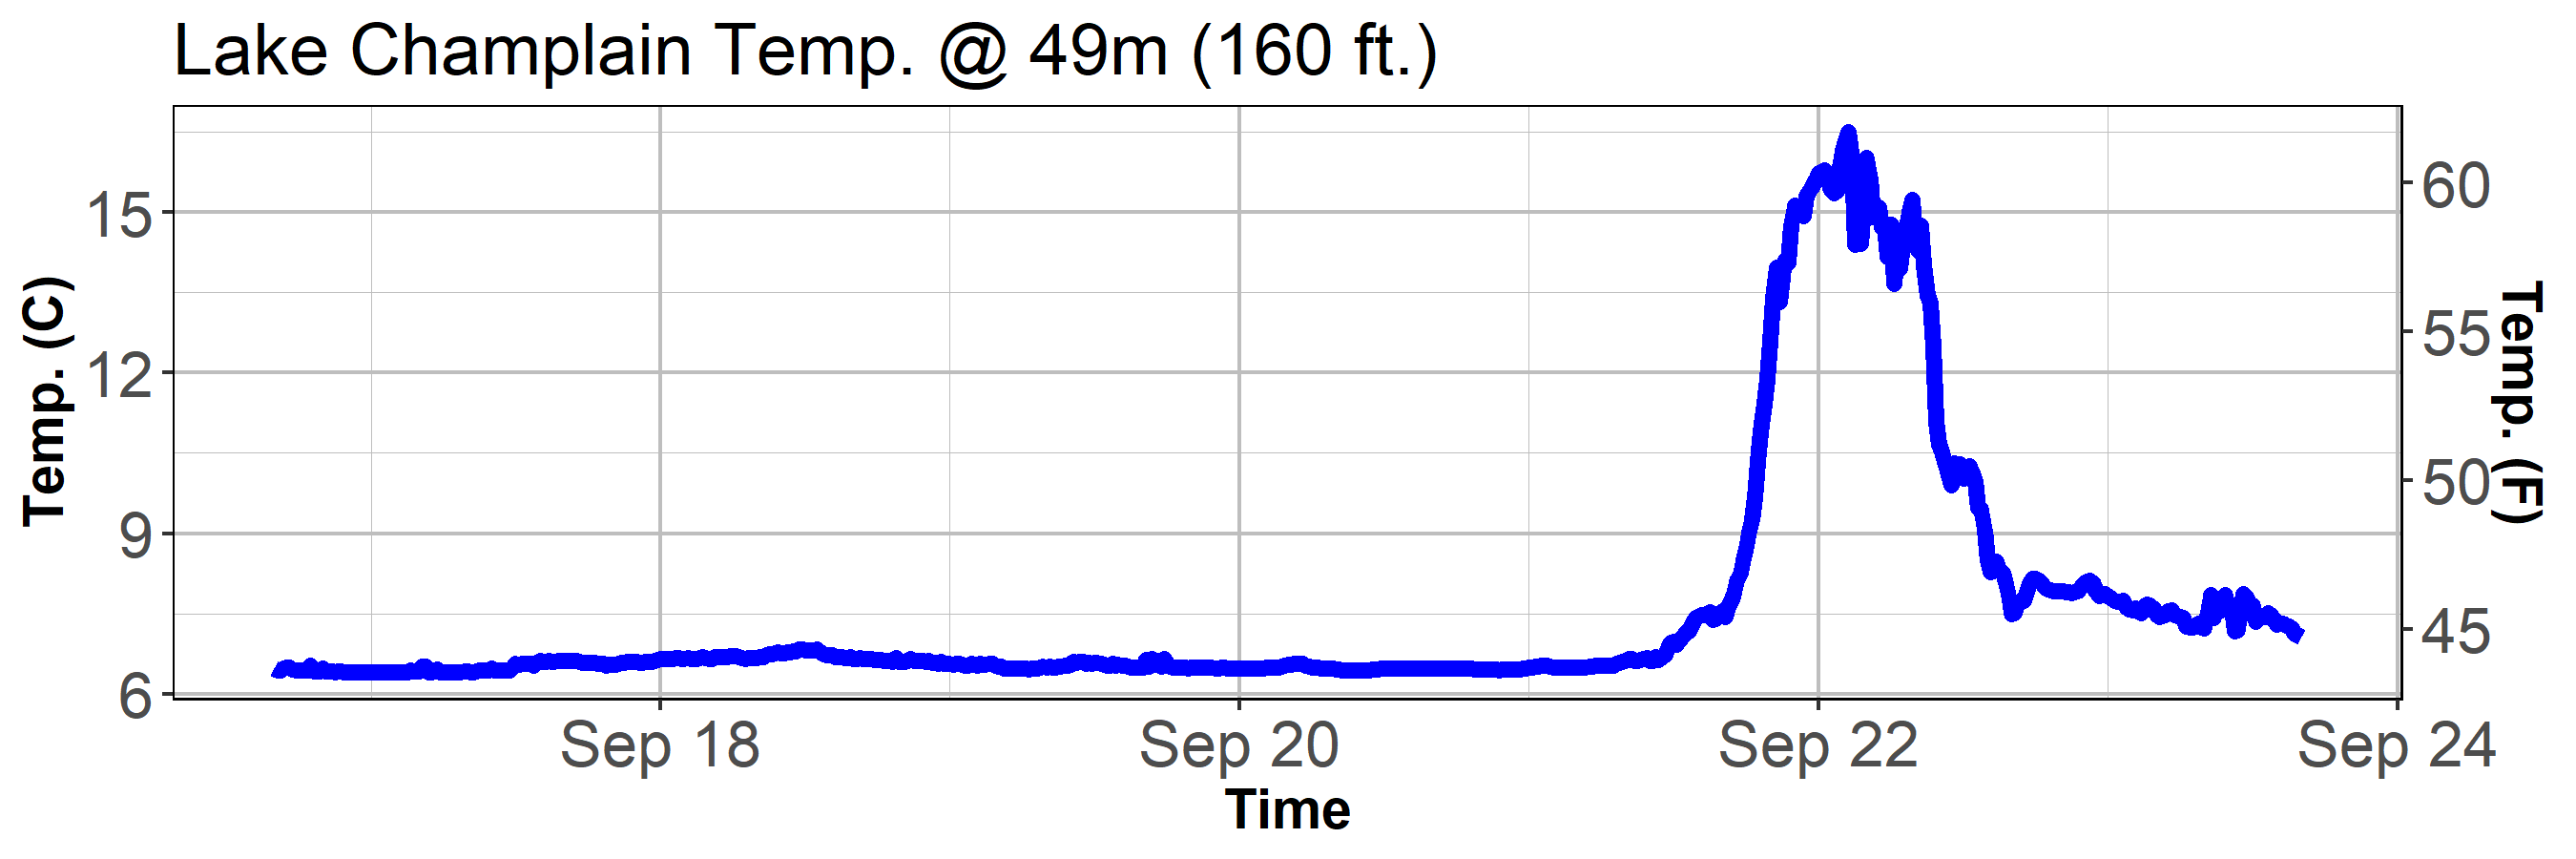 Lake Champlain Temp. @ 49m (160 ft.)
Temp. (C)
15
12
9
6
60
55
50
45
Temp. (F)
Sep 18
Sep 20
Sep 22
Sep 24
Time